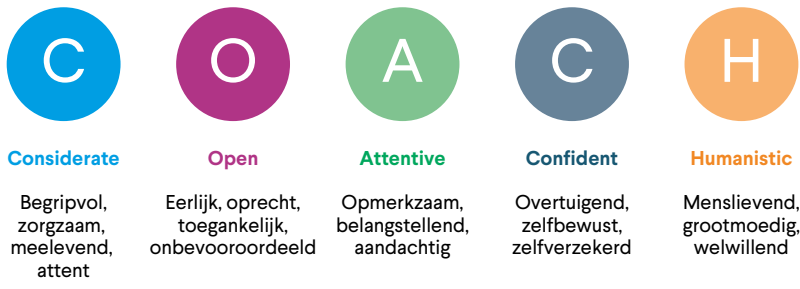 C
O
A
C
H
Considerate
Begripvol,
zorgzaam,
meelevend,
attent
Open
Eerlijk, oprecht,
toegankelijk,
onbevooroordeeld
Attentive
Opmerkzaam,
belangstellend,
aandachtig
Confident
Overtuigend,
zelfbewust,
zelfverzekerd
Humanistic
Menslievend,
grootmoedig,
welwillend